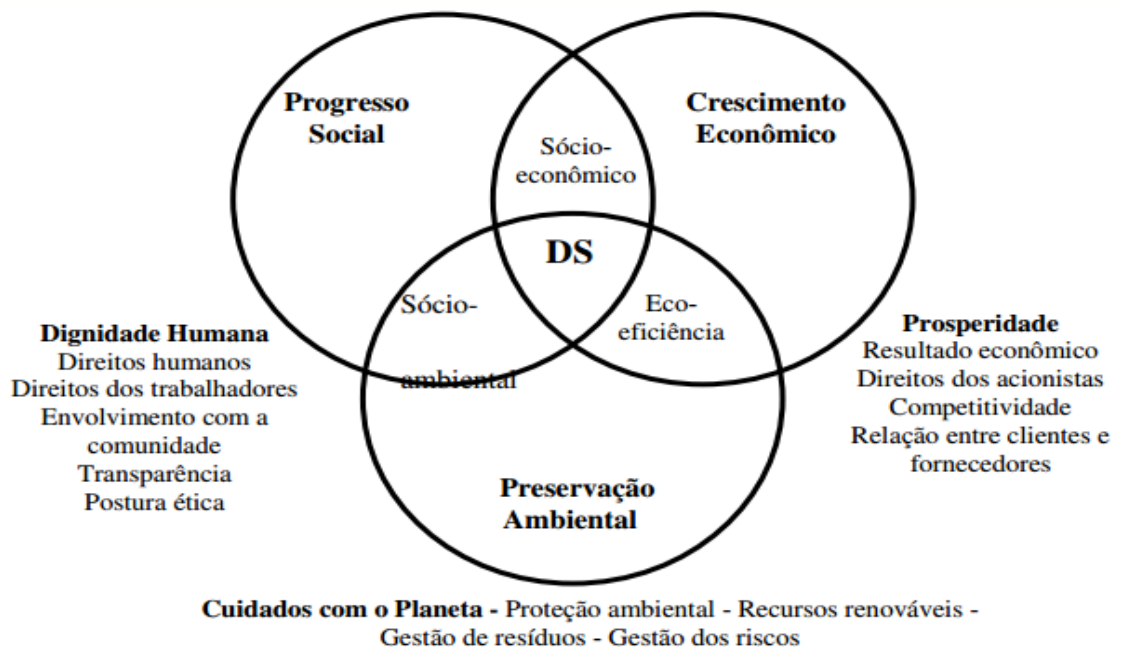 Progresso
Social
Crescimento
Econômico
Sócio-
econômico
DS
Sócio-
ambiental
Eco-
eficiência
Dignidade Humana
Direitos humanos
Direitos dos trabalhadores
Envolvimento com a
comunidade
Transparência
Postura ética
Prosperidade
Resultado econômico
Direitos dos acionistas
Competitividade
Relação entre clientes e
fornecedores
Preservação
Ambiental
Cuidados com o Planeta - Proteção ambiental - Recursos renováveis -
Gestão de resíduos - Gestão dos riscos